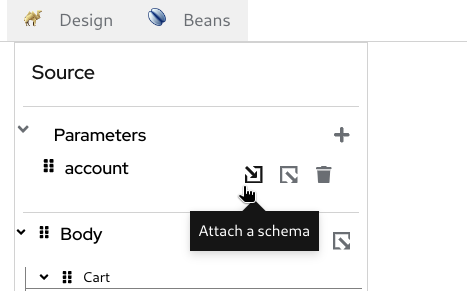 Design Beans
Source
Parameters
account
Attach a schema
Body
Cart